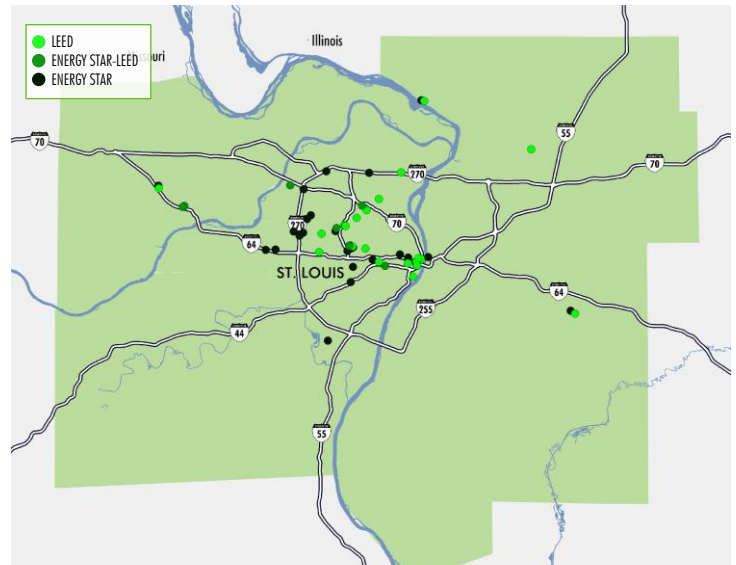 LEED
ENERGY STAR-LEED
ENERGY STAR
Illinois
Missouri
70
55
270
70
270
70
64
ST. LOUIS
64
255
44
55